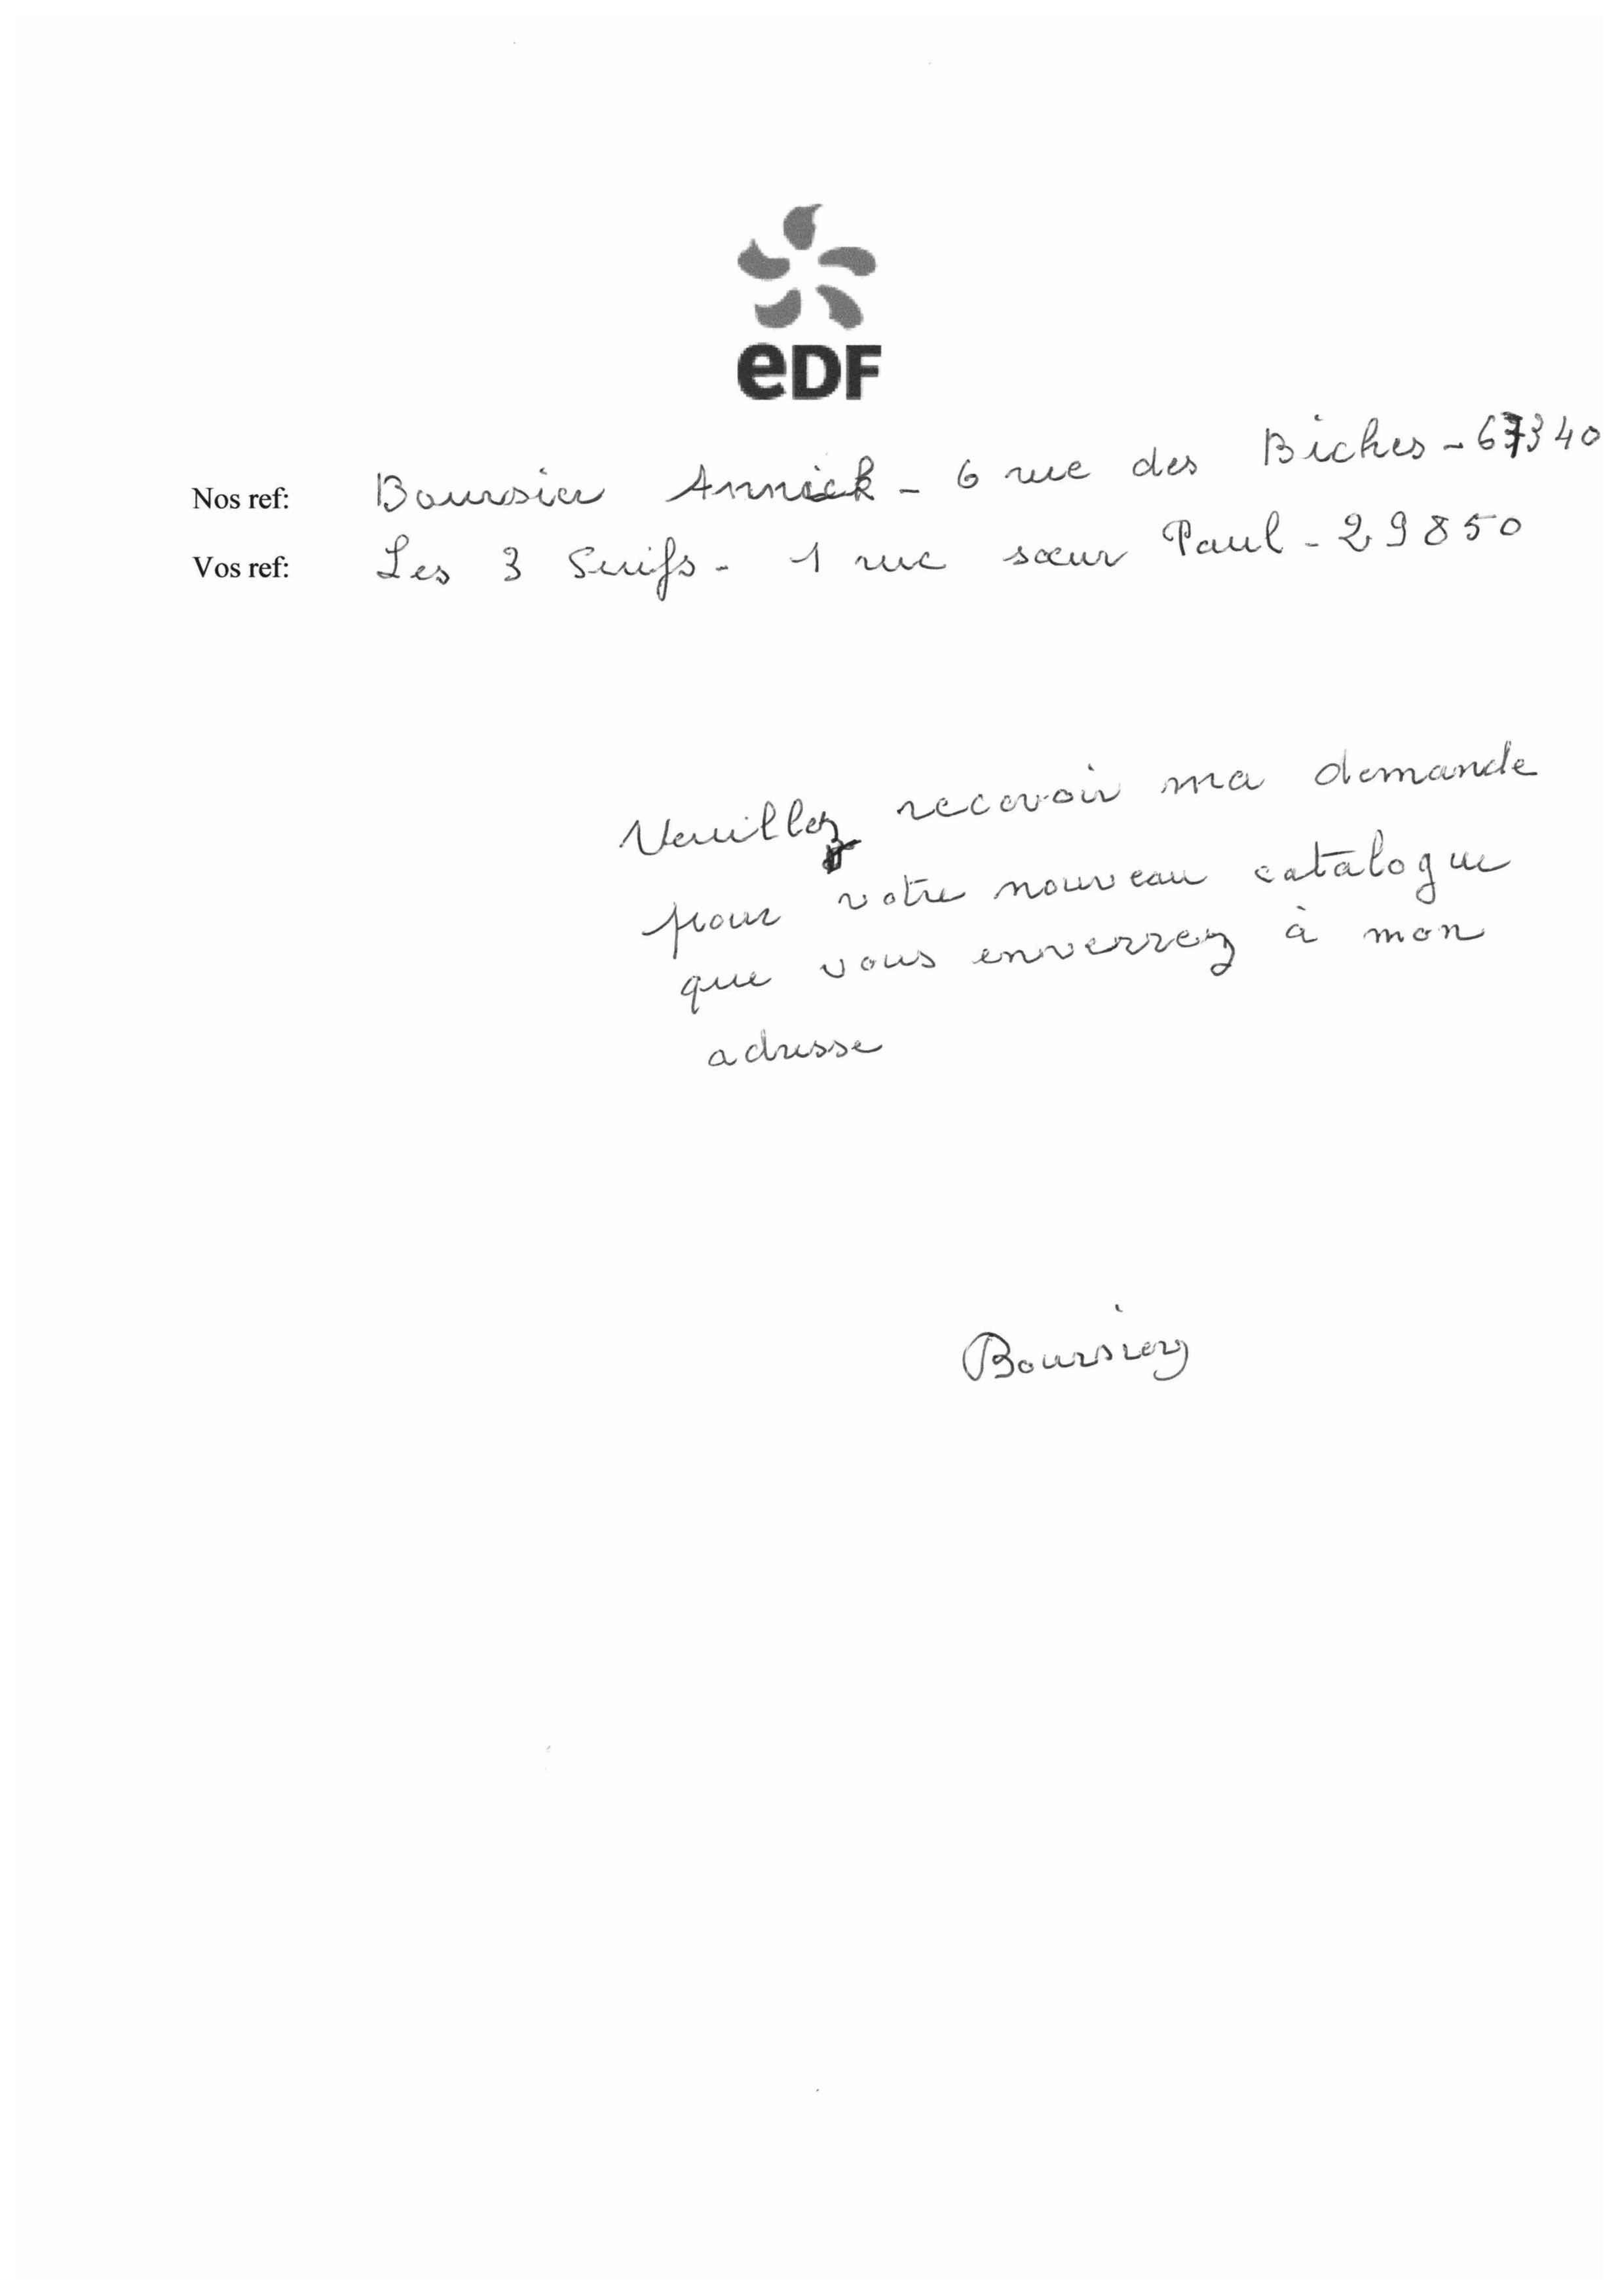 eDF
Nos ref: Boursier Annick - 6 rue des Biches - 67340
Vos ref: Les 3 Suifs - 1 rue sœur Paul - 29850
Veuillez recevoir ma demande
pour votre nouveau catalogue
que vous enverrez à mon
adresse
Boursier